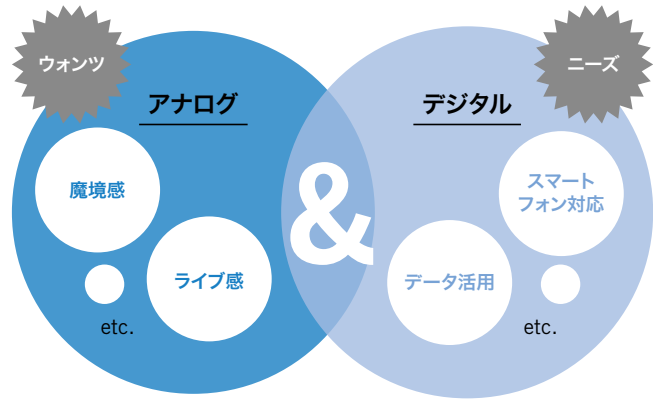 ウォンツ
アナログ
魔境感
ライブ感
etc.
&
ニーズ
デジタル
スマート
フォン対応
データ活用
etc.